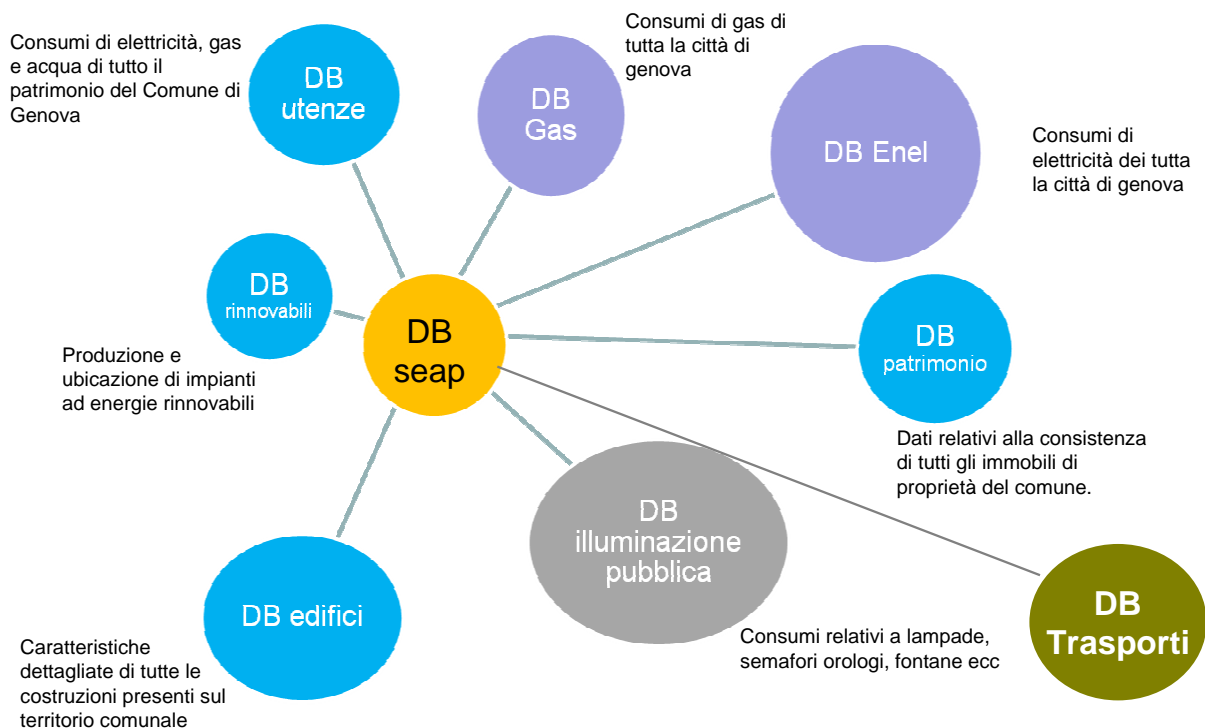 Consumi di elettricità, gas
e acqua di tutto il
patrimonio del Comune di
Genova
DB
utenze
Consumi di gas di
tutta la città di
genova
DB
Gas
DB Enel
Consumi di
elettricità dei tutta
la città di genova
DB
rinnovabili
Produzione e
ubicazione di impianti
ad energie rinnovabili
DB
seap
DB
patrimonio
Dati relativi alla consistenza
di tutti gli immobili di
proprietà del comune.
DB
illuminazione
pubblica
Consumi relativi a lampade,
semafori orologi, fontane ecc
DB
Trasporti
DB edifici
Caratteristiche
dettagliate di tutte le
costruzioni presenti sul
territorio comunale